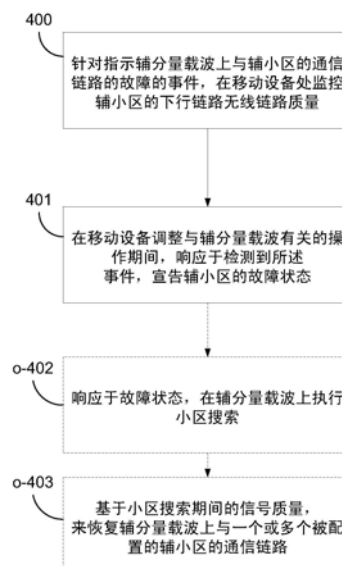 400
针对指示辅分量载波上与辅小区的通信
链路的故障的事件，在移动设备处监控
辅小区的下行链路无线链路质量
401
在移动设备调整与辅分量载波有关的操
作期间，响应于检测到所述
事件，宣告辅小区的故障状态
o-402
响应于故障状态，在辅分量载波上执行
小区搜索
o-403
基于小区搜索期间的信号质量，
来恢复辅分量载波上与一个或多个被配
置的辅小区的通信链路